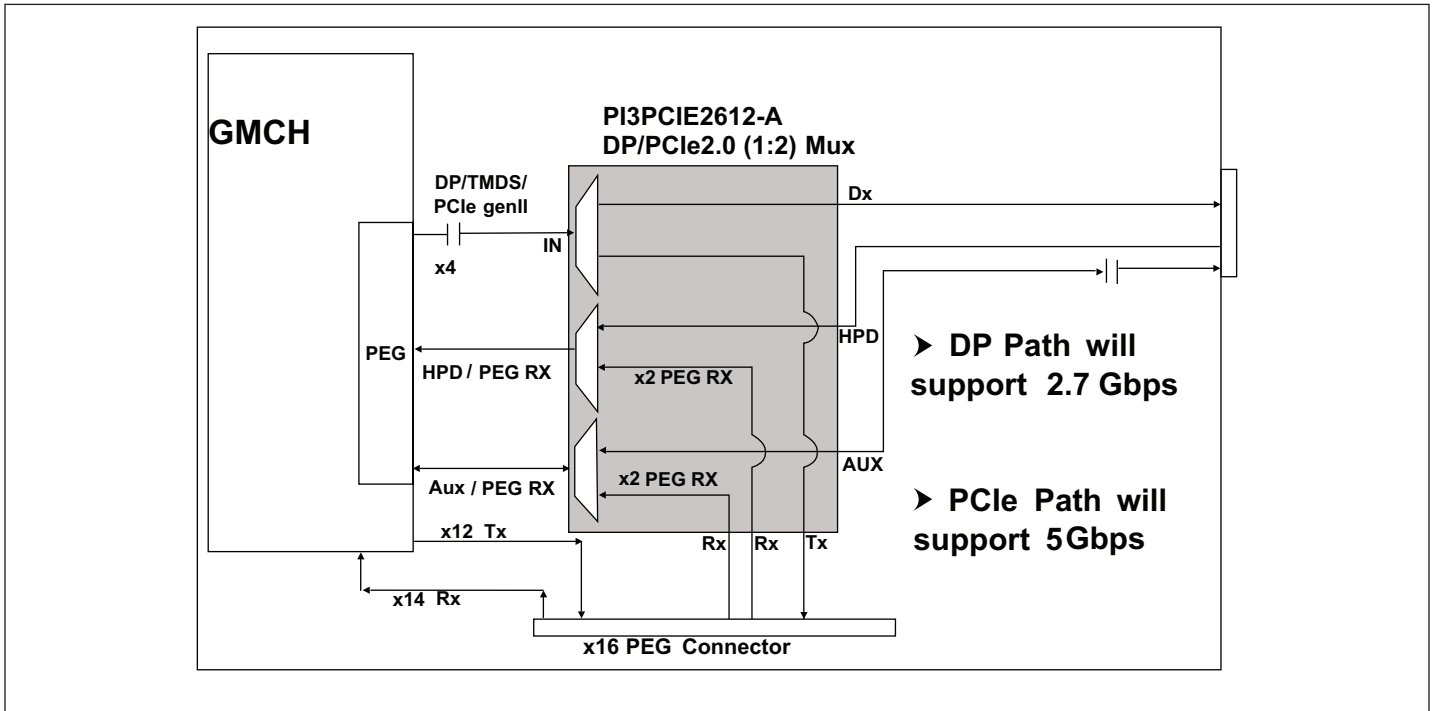 PI3PCIE2612-A
DP/PCIe2.0 (1:2) Mux
GMCH
DP/TMDS/
PCIe genII
x4
IN
Dx
PEG
HPD / PEG RX
x2 PEG RX
HPD
➤ DP Path will
support 2.7 Gbps
Aux / PEG RX
x2 PEG RX
AUX
➤ PCIe Path will
support 5Gbps
x12 Tx
Rx
Rx
Tx
x14 Rx
x16 PEG Connector